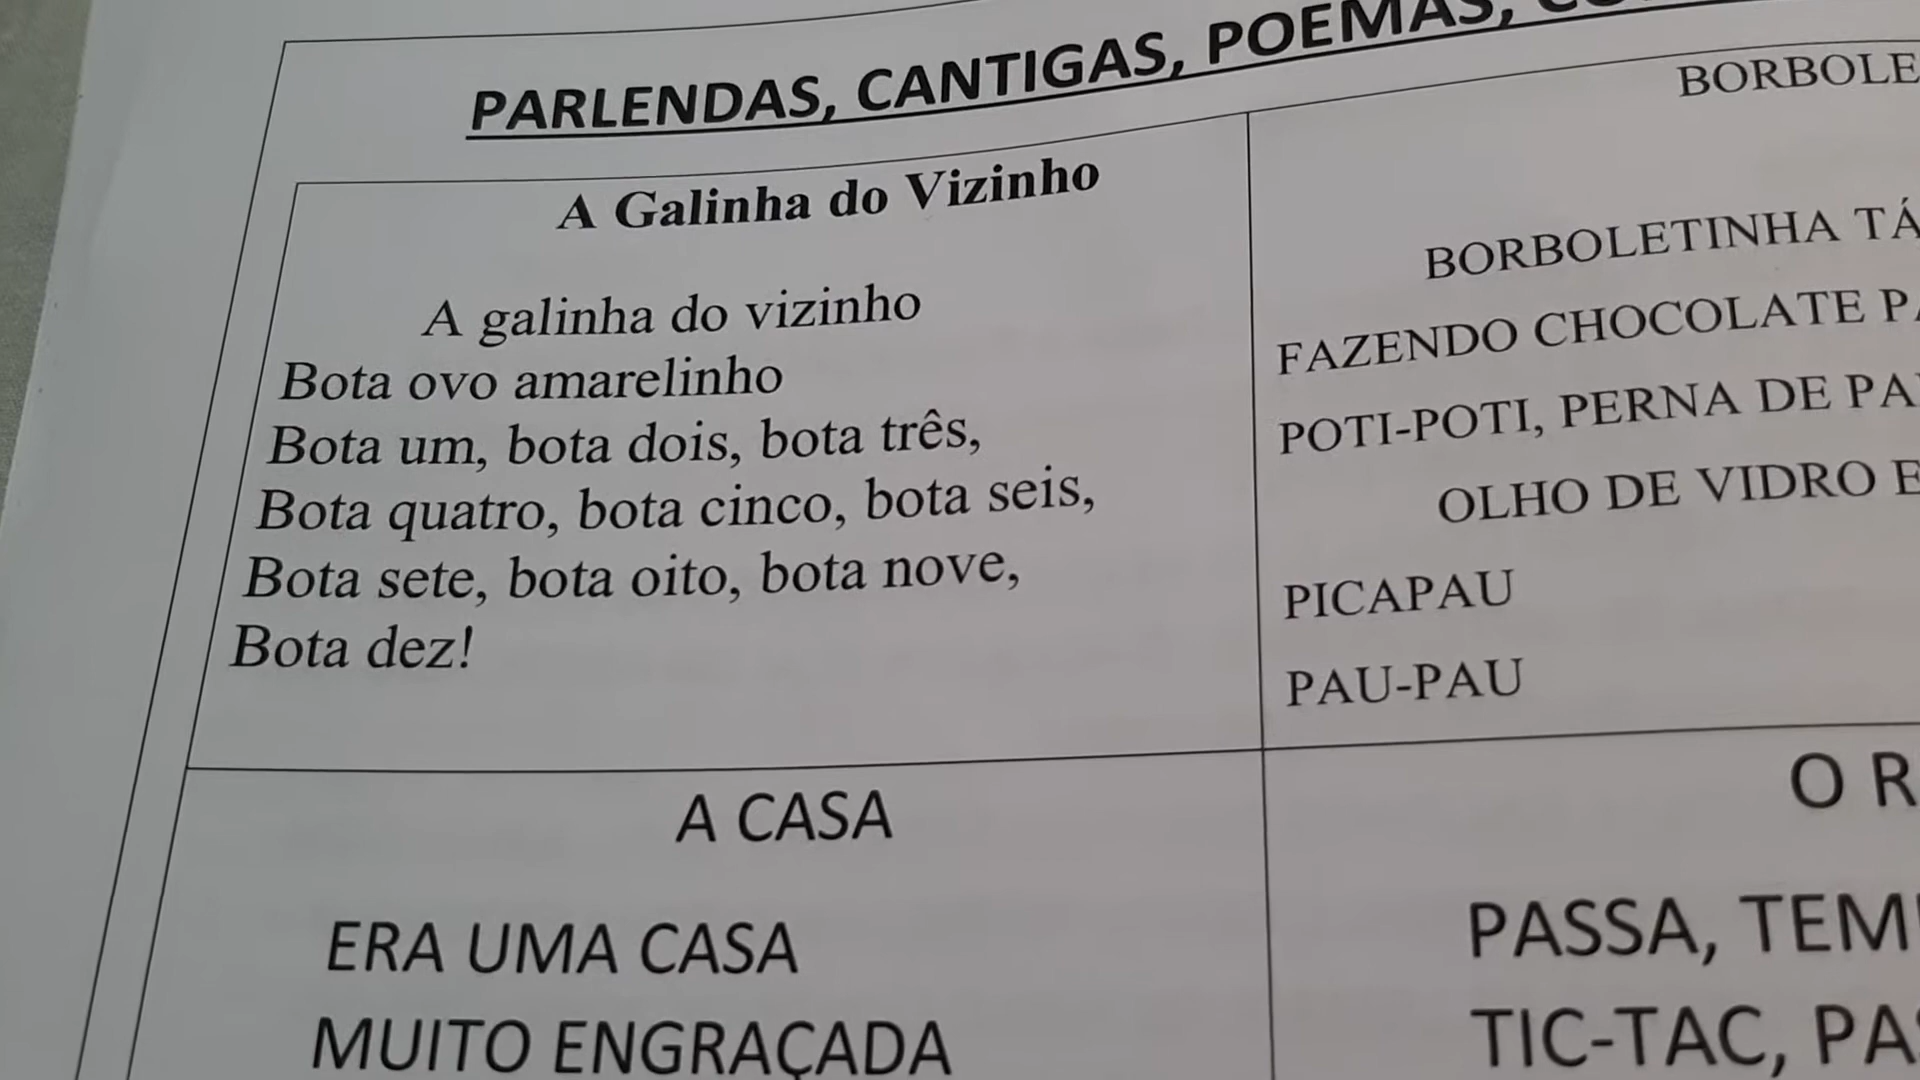 PARLENDAS, CANTIGAS, POEMAS,
A Galinha do Vizinho
A galinha do vizinho
Bota ovo amarelinho
Bota um, bota dois, bota três,
Bota quatro, bota cinco, bota seis,
Bota sete, bota oito, bota nove,
Bota dez!
BORBOLE
BORBOLETINHA TÁ
FAZENDO CHOCOLATE PA
POTI-POTI, PERNA DE PA
OLHO DE VIDRO E
PICAPAU
PAU-PAU
A CASA
ERA UMA CASA
MUITO ENGRAÇADA
O R
PASSA, TEM
TIC-TAC, PAS